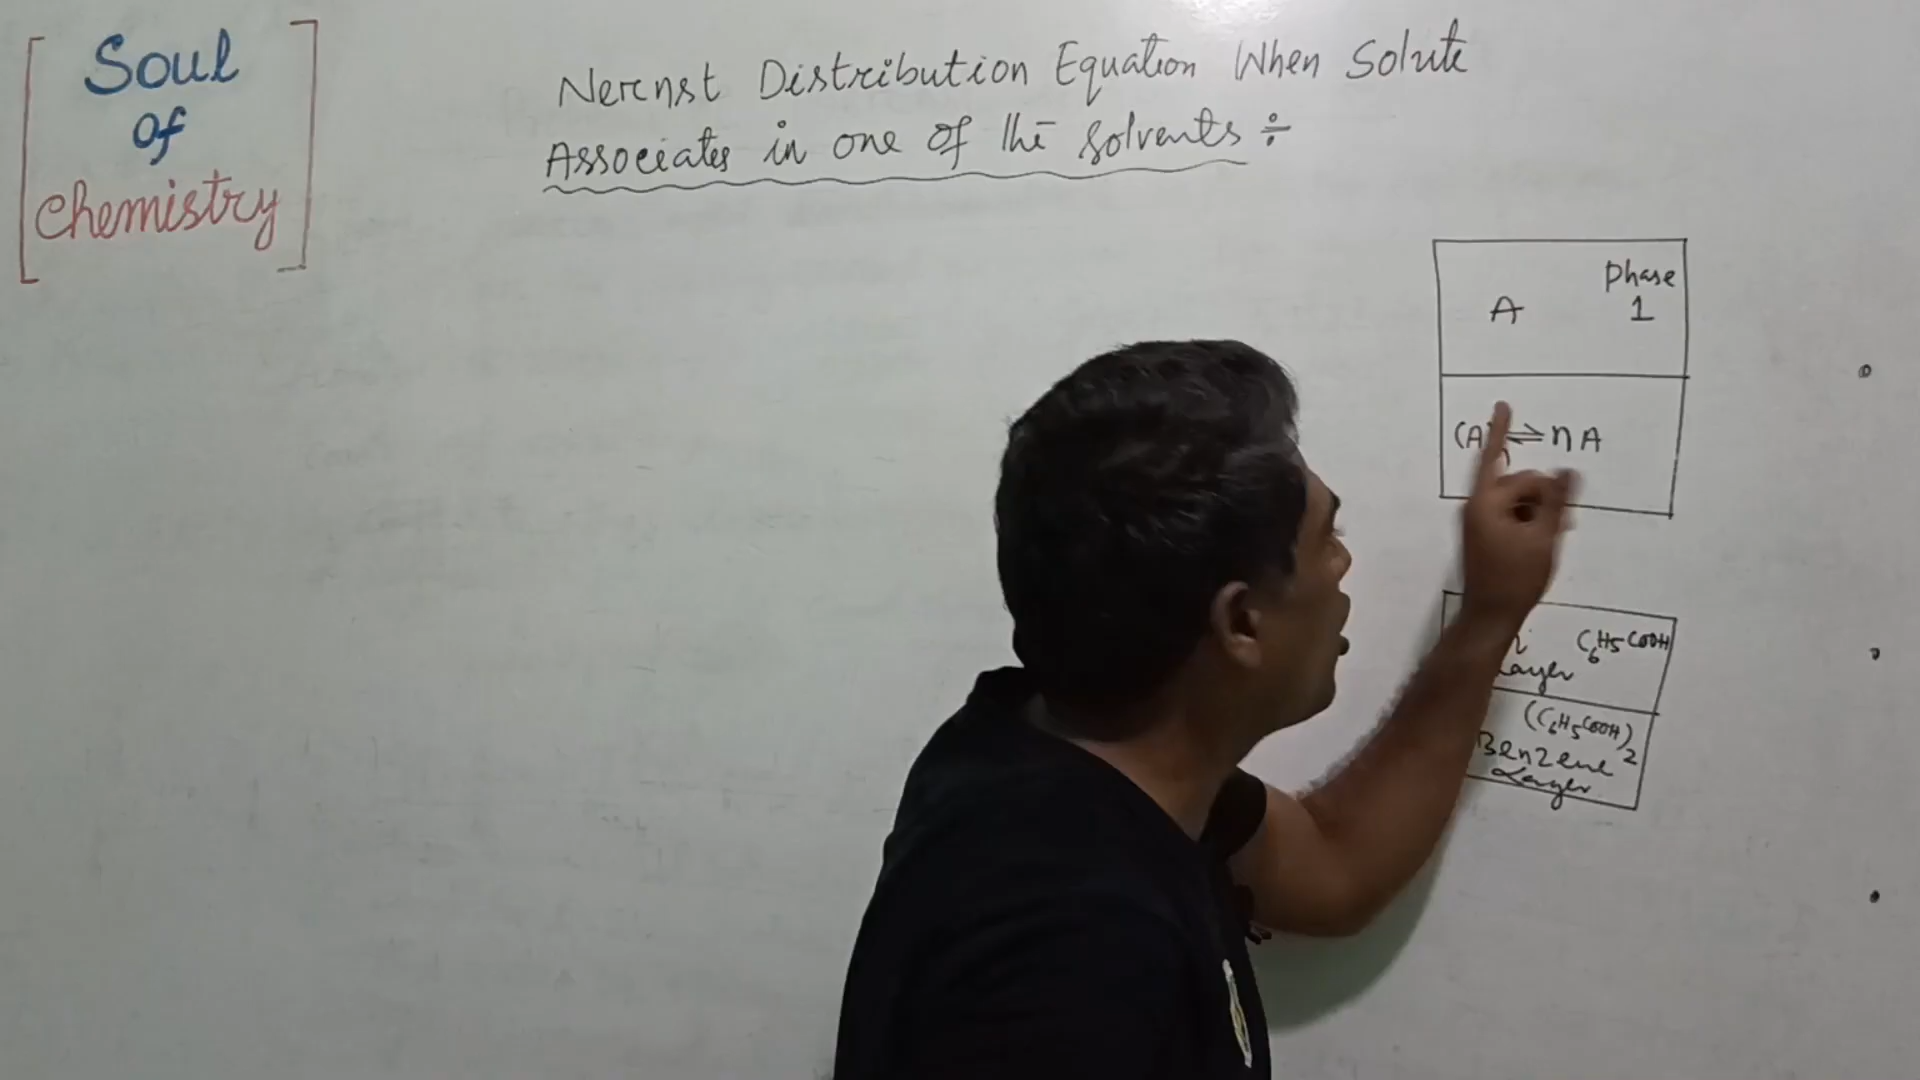 Soul
Of
Chemistry
Nernst Distribution Equation When Solute
Associates in one of the solvents ÷
Phase
A 1
(A)n ⇌ nA
C6H5COOH
Layer
(C6H5COOH)2
Benzene
Layer